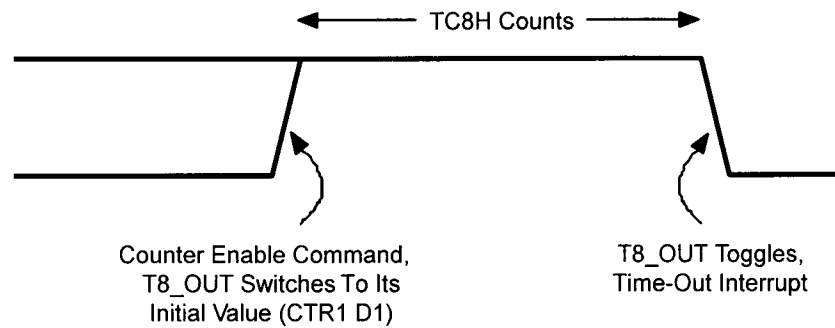 TC8H Counts
Counter Enable Command,
T8_OUT Switches To Its
Initial Value (CTR1 D1)
T8_OUT Toggles,
Time-Out Interrupt